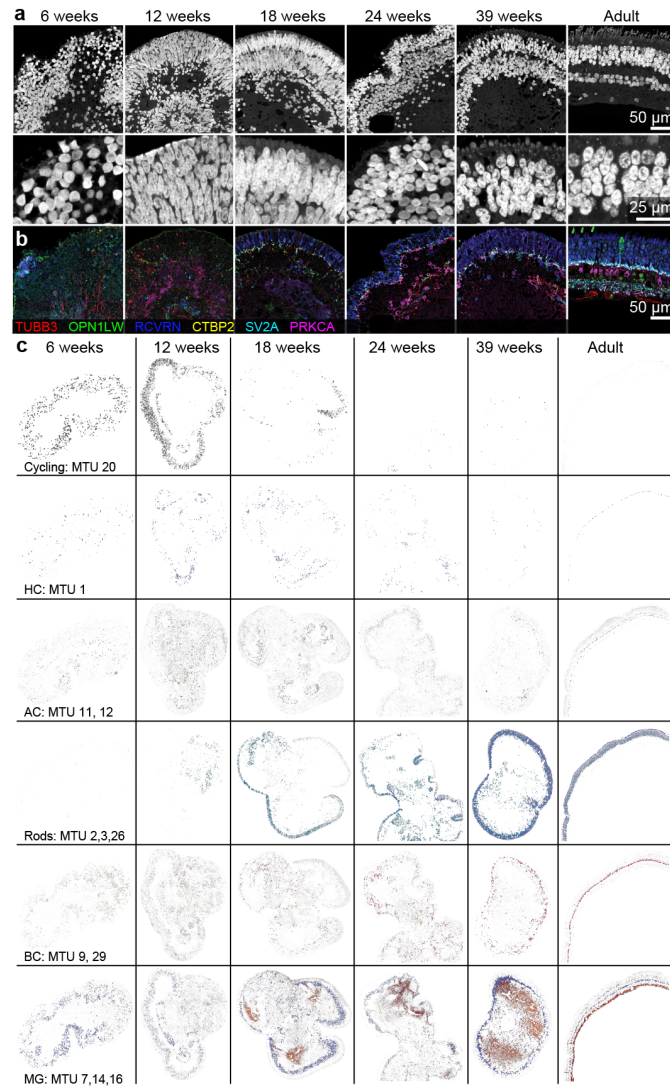 a
6 weeks 12 weeks 18 weeks 24 weeks 39 weeks Adult
50 μm
25 μm
b
50 μm
TUBB3 OPN1LW RCVRN CTBP2 SV2A PRKCA
c 6 weeks 12 weeks 18 weeks 24 weeks 39 weeks Adult
Cycling: MTU 20
HC: MTU 1
AC: MTU 11, 12
Rods: MTU 2,3,26
BC: MTU 9, 29
MG: MTU 7,14,16